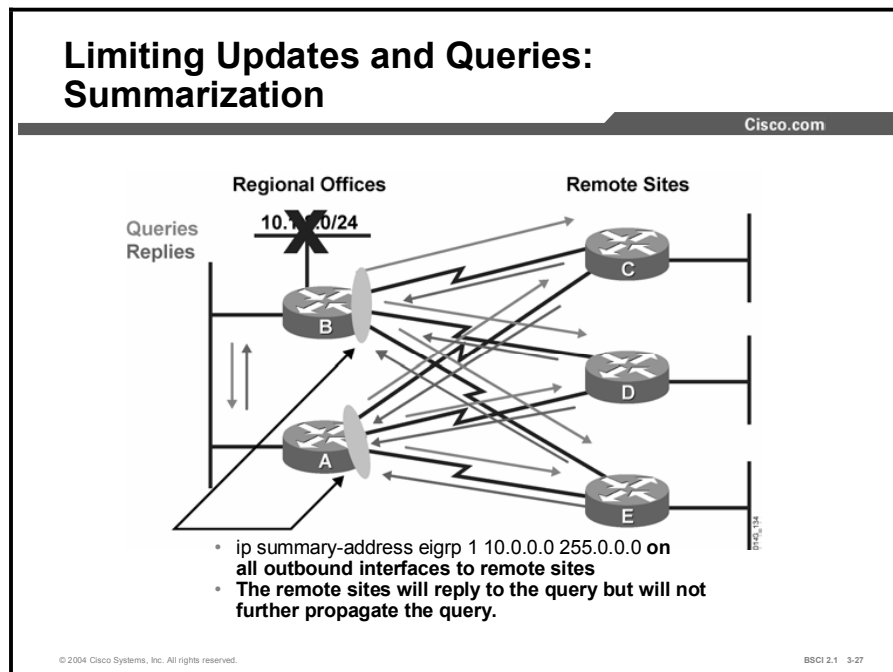 Limiting Updates and Queries:
Summarization
Cisco.com
Regional Offices
Remote Sites
Queries
Replies
B
A
C
D
E
• ip summary-address eigrp 1 10.0.0.0 255.0.0.0 on
all outbound interfaces to remote sites
• The remote sites will reply to the query but will not
further propagate the query.
© 2004 Cisco Systems, Inc. All rights reserved.
BSCI 2.1 3-27